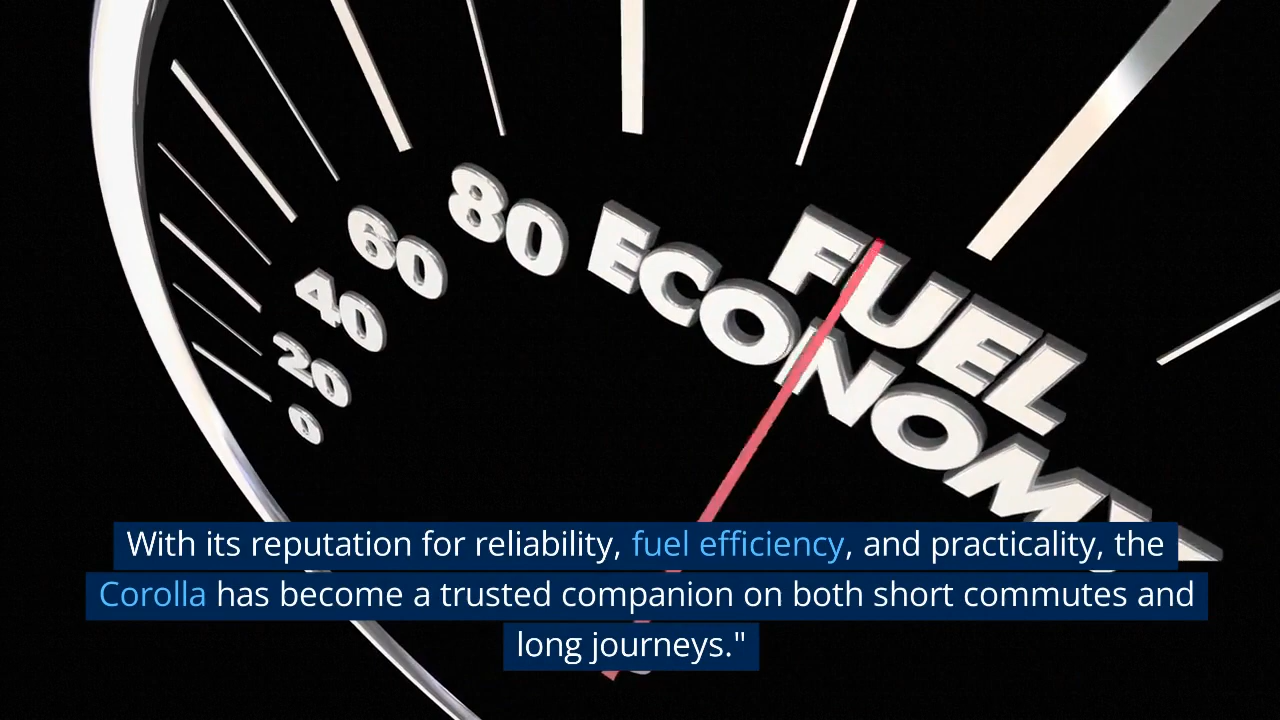 0
20
40
60
80
FUEL
ECONOMY
With its reputation for reliability, fuel efficiency, and practicality, the
Corolla has become a trusted companion on both short commutes and
long journeys."